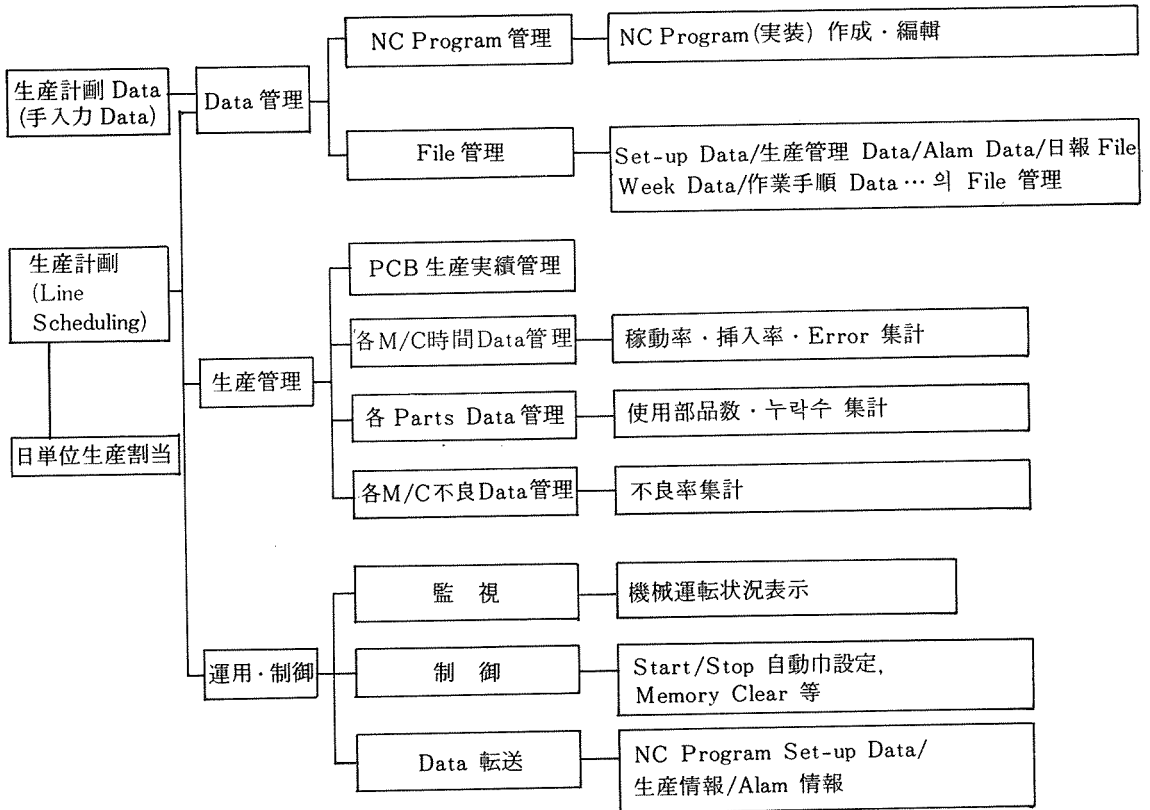 生産計劃 Data
(手入力 Data)
Data 管理
NC Program 管理
NC Program(実装) 作成・編輯
File 管理
Set-up Data/生産管理 Data/Alam Data/日報 File
Week Data/作業手順 Data … 의 File 管理
生産計劃
(Line
Scheduling)
日単位生産割当
生産管理
PCB 生産実績管理
各M/C時間Data管理
稼動率・挿入率・Error 集計
各 Parts Data 管理
使用部品数・누락수 集計
各M/C不良Data管理
不良率集計
運用・制御
監 視
機械運転状況表示
制 御
Start/Stop 自動巾設定,
Memory Clear 等
Data 転送
NC Program Set-up Data/
生産情報/Alam 情報